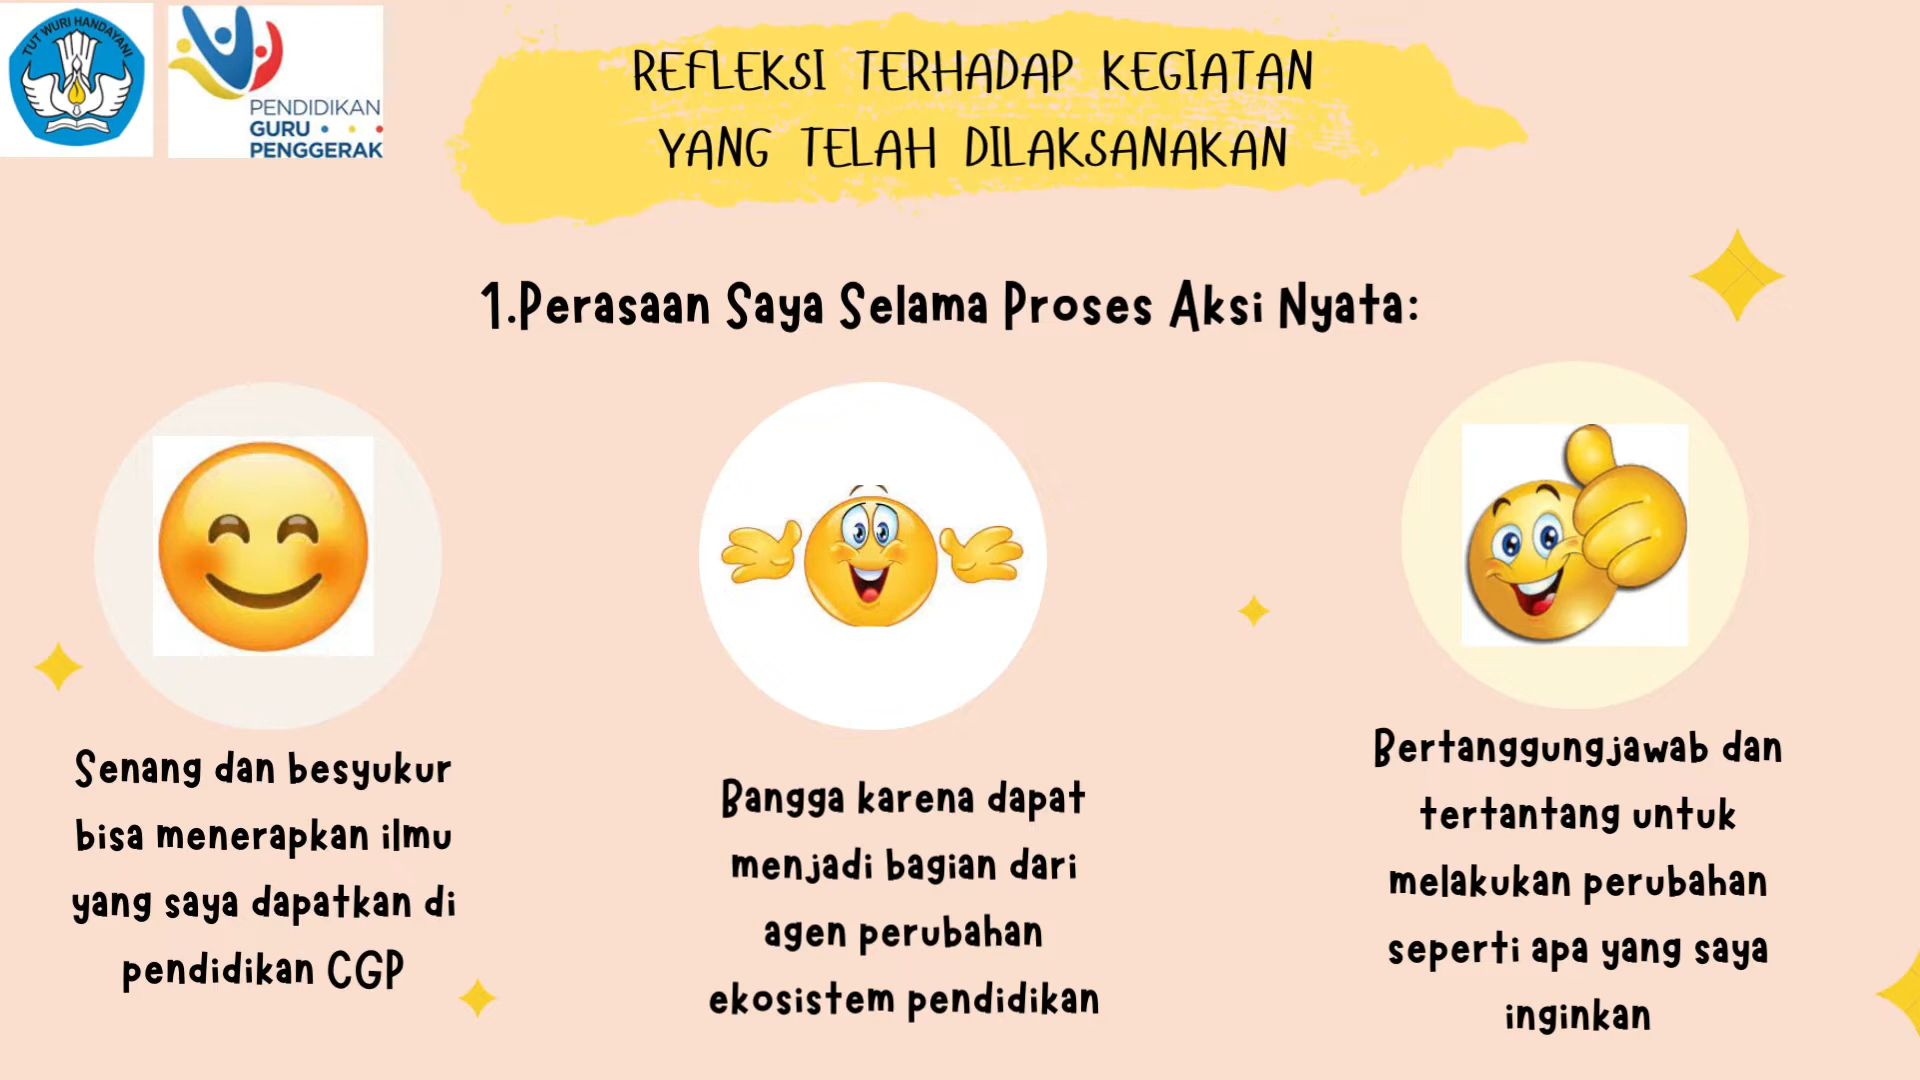 TUT WURI HANDAYANI
PENDIDIKAN
GURU
PENGGERAK
REFLEKSI TERHADAP KEGIATAN
YANG TELAH DILAKSANAKAN
1.Perasaan Saya Selama Proses Aksi Nyata:
Senang dan besyukur
bisa menerapkan ilmu
yang saya dapatkan di
pendidikan CGP
Bangga karena dapat
menjadi bagian dari
agen perubahan
ekosistem pendidikan
Bertanggungjawab dan
tertantang untuk
melakukan perubahan
seperti apa yang saya
inginkan